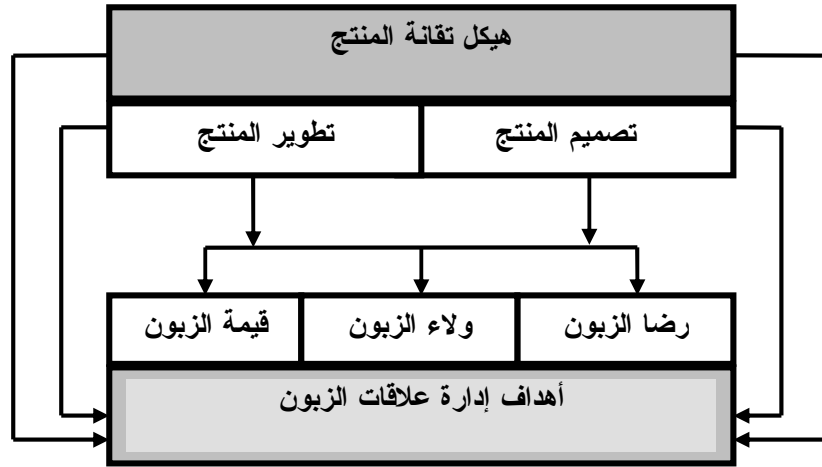 هيكل تقانة المنتج
تصميم المنتج
تطوير المنتج
رضا الزبون
ولاء الزبون
قيمة الزبون
أهداف إدارة علاقات الزبون